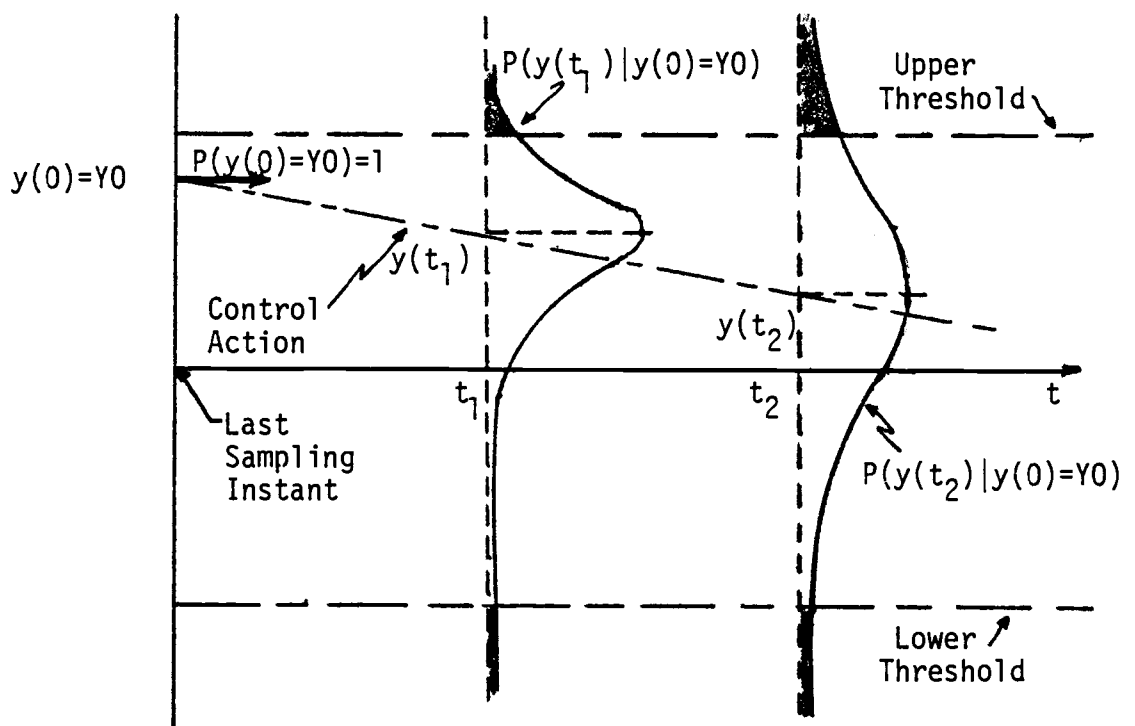 P(y(t₁)|y(0)=Y0)
Upper
Threshold
P(y(0)=Y0)=1
y(0)=Y0
y(t₁)
Control
Action
y(t₂)
t₁
t₂
t
Last
Sampling
Instant
P(y(t₂)|y(0)=Y0)
Lower
Threshold